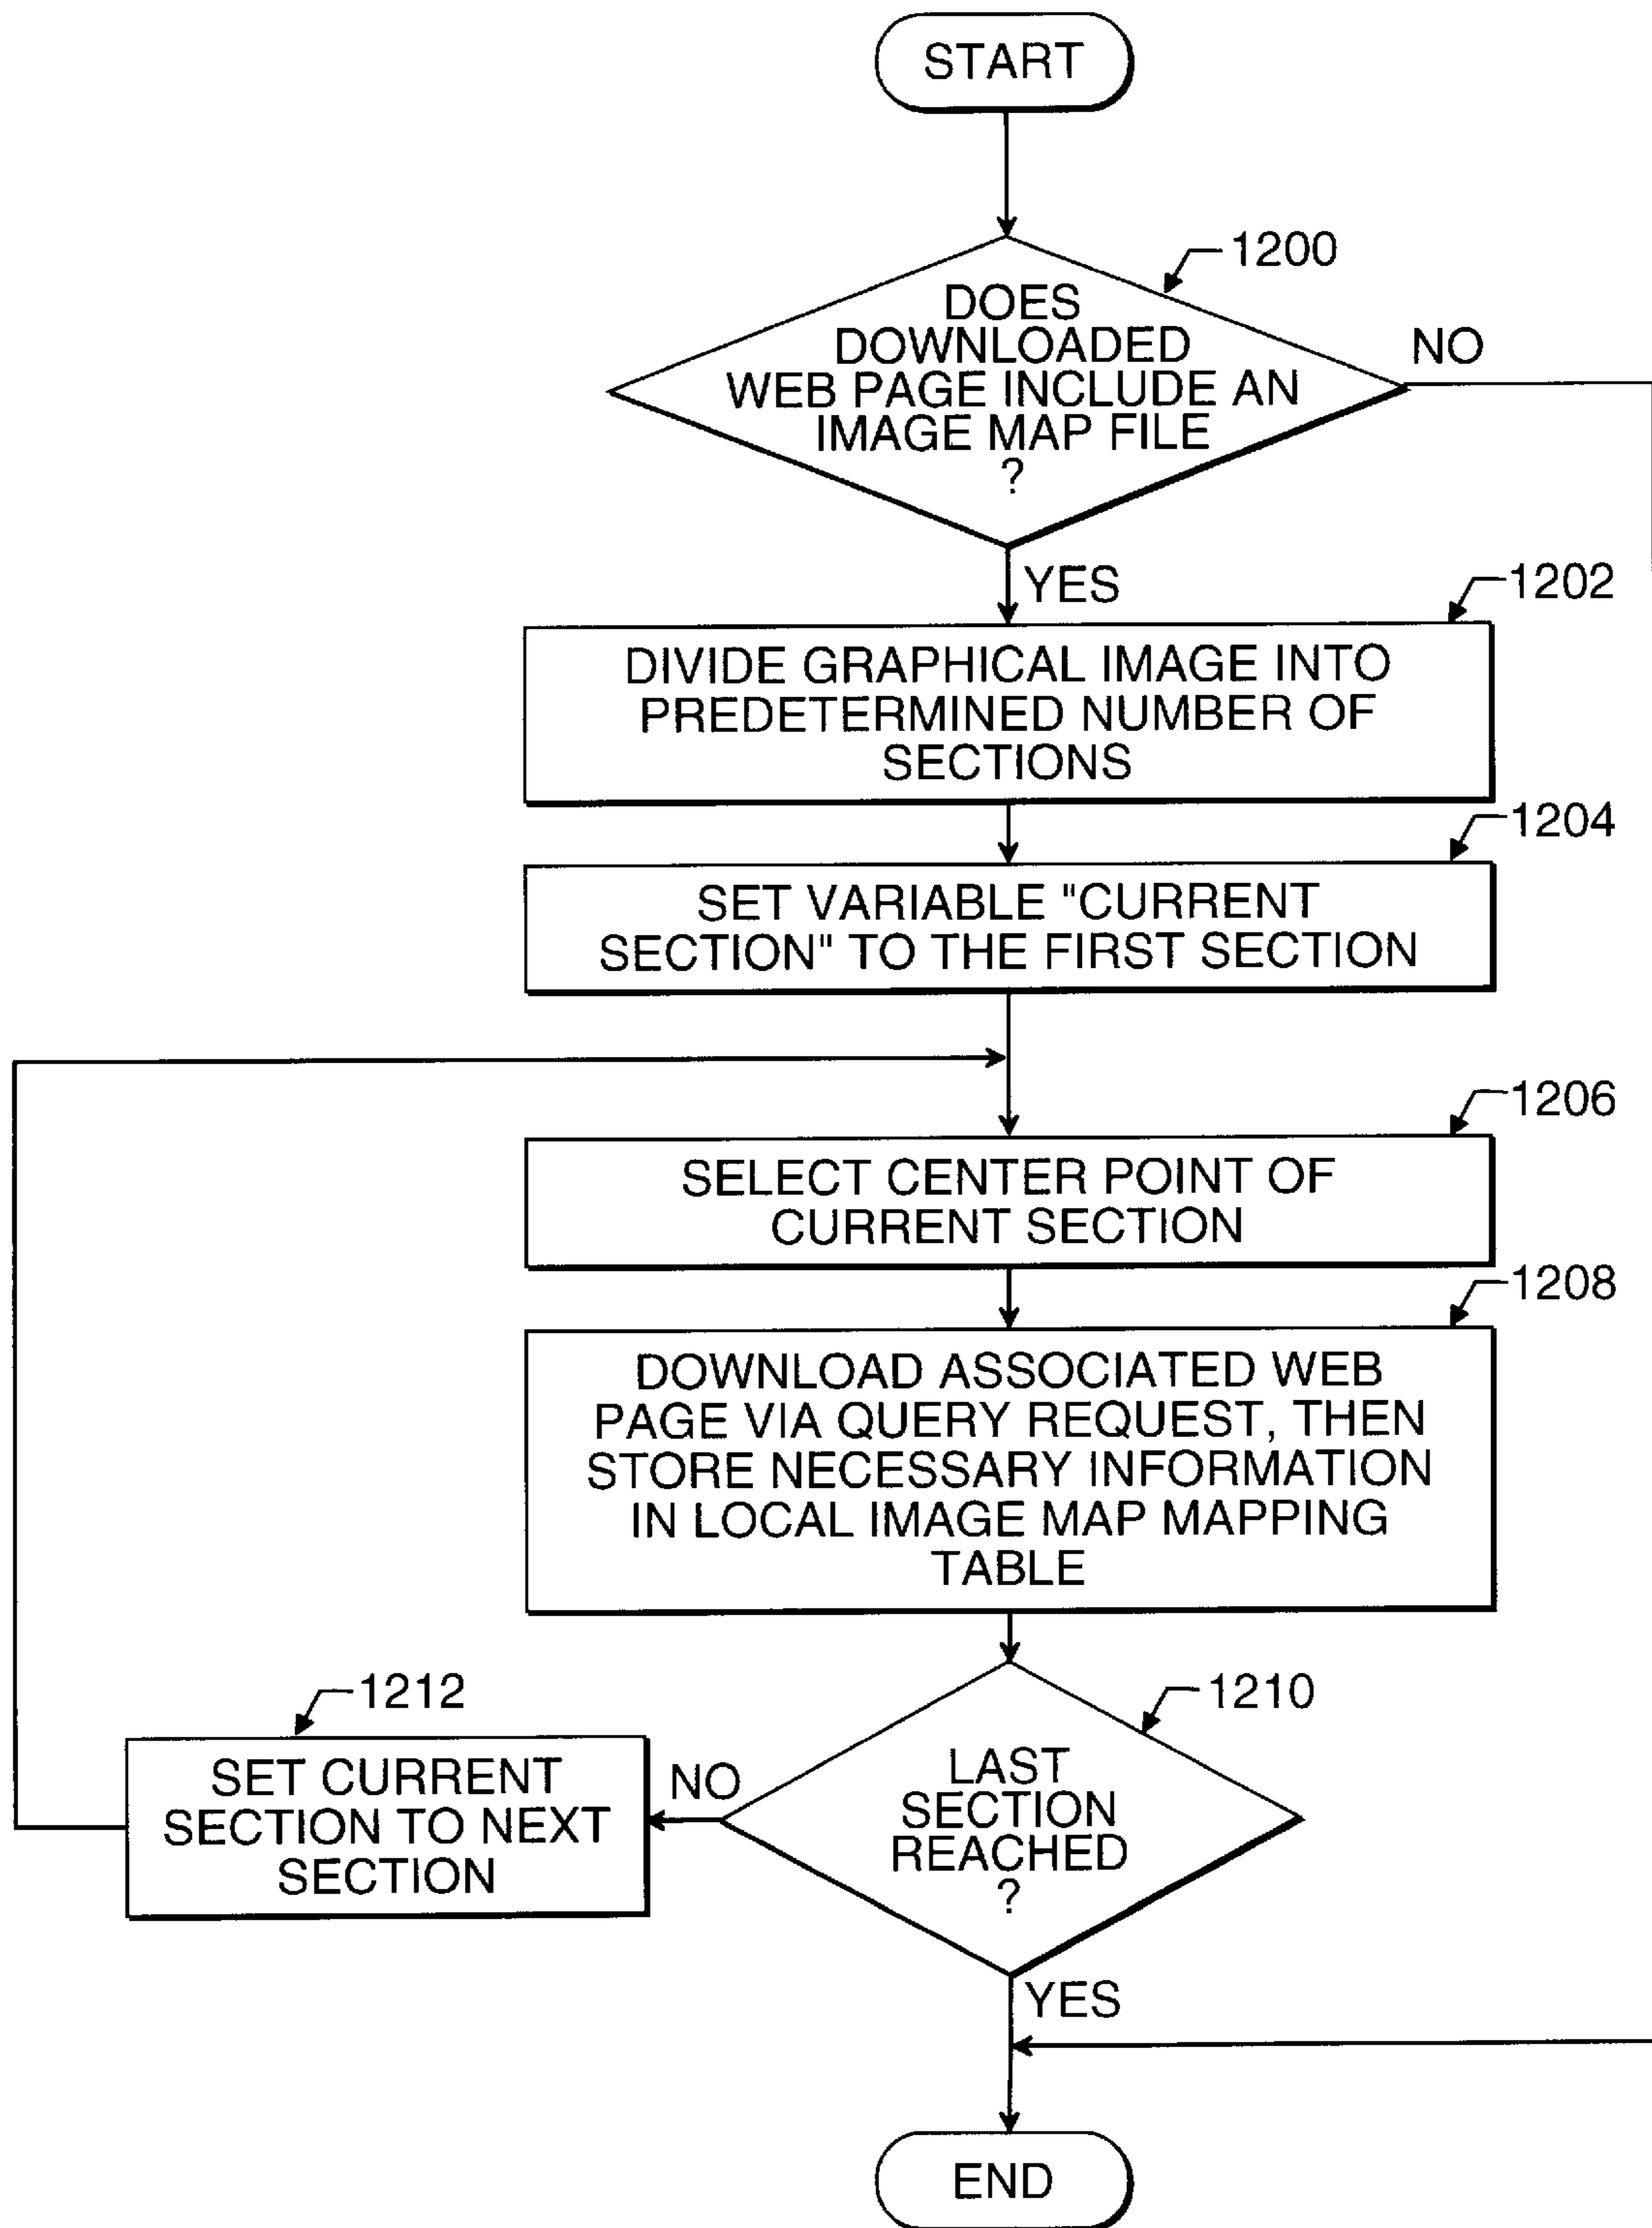 START
1200
DOES
DOWNLOADED
WEB PAGE INCLUDE AN
IMAGE MAP FILE
?
NO
YES
1202
DIVIDE GRAPHICAL IMAGE INTO
PREDETERMINED NUMBER OF
SECTIONS
1204
SET VARIABLE "CURRENT
SECTION" TO THE FIRST SECTION
1206
SELECT CENTER POINT OF
CURRENT SECTION
1208
DOWNLOAD ASSOCIATED WEB
PAGE VIA QUERY REQUEST, THEN
STORE NECESSARY INFORMATION
IN LOCAL IMAGE MAP MAPPING
TABLE
1210
LAST
SECTION
REACHED
?
NO
1212
SET CURRENT
SECTION TO NEXT
SECTION
YES
END